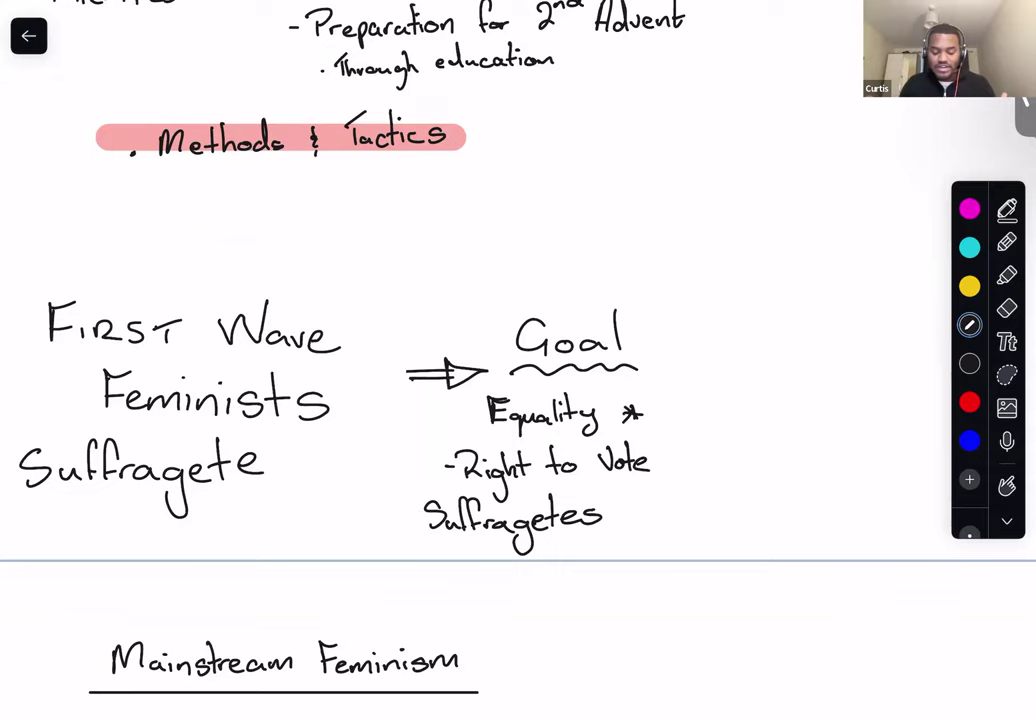 - Preparation for 2nd Advent
. Through education
. Methods & Tactics
First Wave
Feminists
Suffragete
Goal
Equality *
- Right to Vote
Suffragetes
Mainstream Feminism
Curtis
Tt